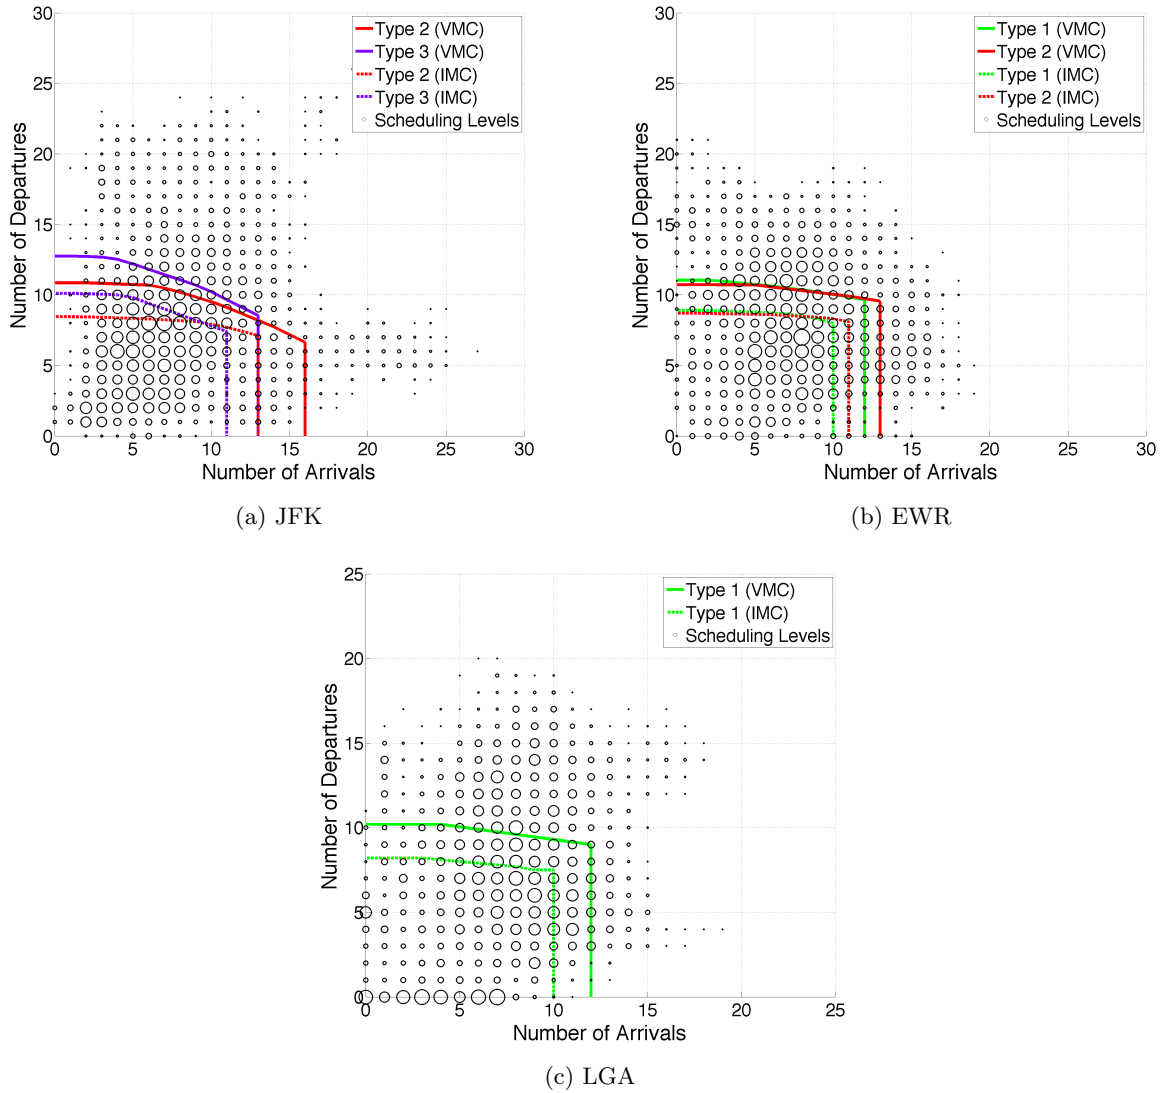 30
25
20
15
10
5
0
0 5 10 15 20 25 30
Number of Departures
Number of Arrivals
Type 2 (VMC)
Type 3 (VMC)
Type 2 (IMC)
Type 3 (IMC)
Scheduling Levels
(a) JFK
30
25
20
15
10
5
0
0 5 10 15 20 25 30
Number of Departures
Number of Arrivals
Type 1 (VMC)
Type 2 (VMC)
Type 1 (IMC)
Type 2 (IMC)
Scheduling Levels
(b) EWR
25
20
15
10
5
0
0 5 10 15 20 25
Number of Departures
Number of Arrivals
Type 1 (VMC)
Type 1 (IMC)
Scheduling Levels
(c) LGA